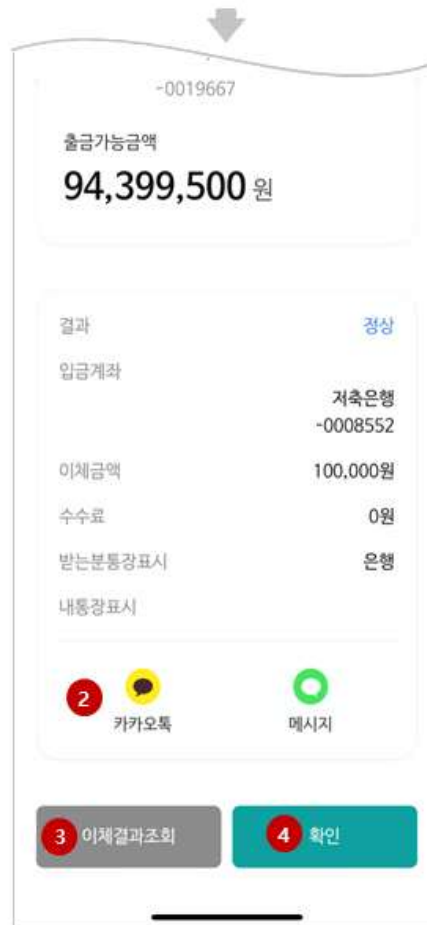 -0019667
출금가능금액
94,399,500 원
결과 정상
입금계좌
저축은행
-0008552
이체금액 100,000원
수수료 0원
받는분통장표시 은행
내통장표시
2
카카오톡 메시지
3 이체결과조회 4 확인